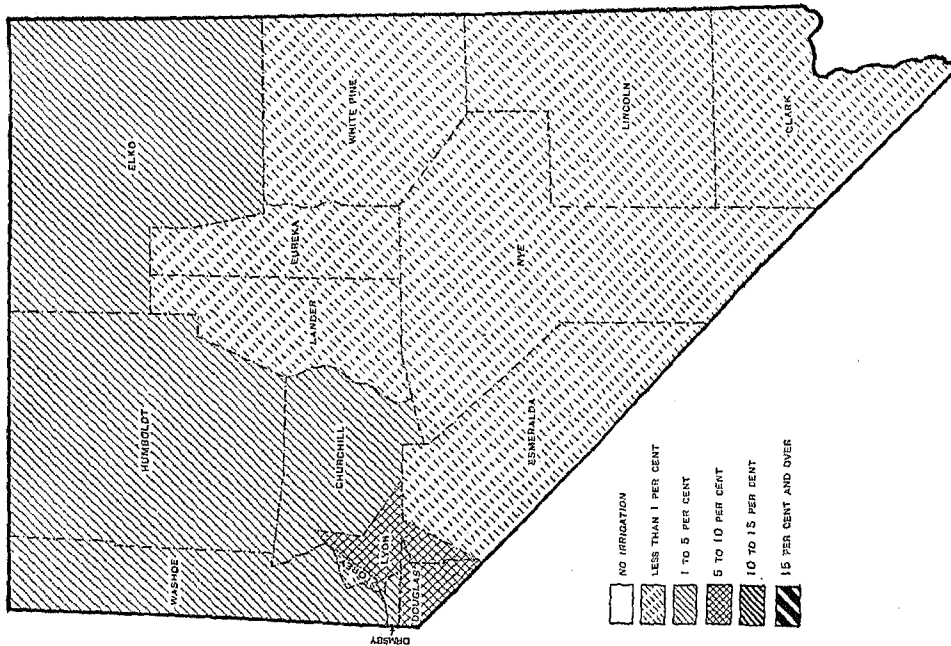 HUMBOLDT
ELKO
WASHOE
CHURCHILL
LANDER
EUREKA
WHITE PINE
LYON
DOUGLAS
ORMSBY
ESMERALDA
NYE
LINCOLN
CLARK
NO IRRIGATION
LESS THAN 1 PER CENT
1 TO 5 PER CENT
5 TO 10 PER CENT
10 TO 15 PER CENT
15 PER CENT AND OVER